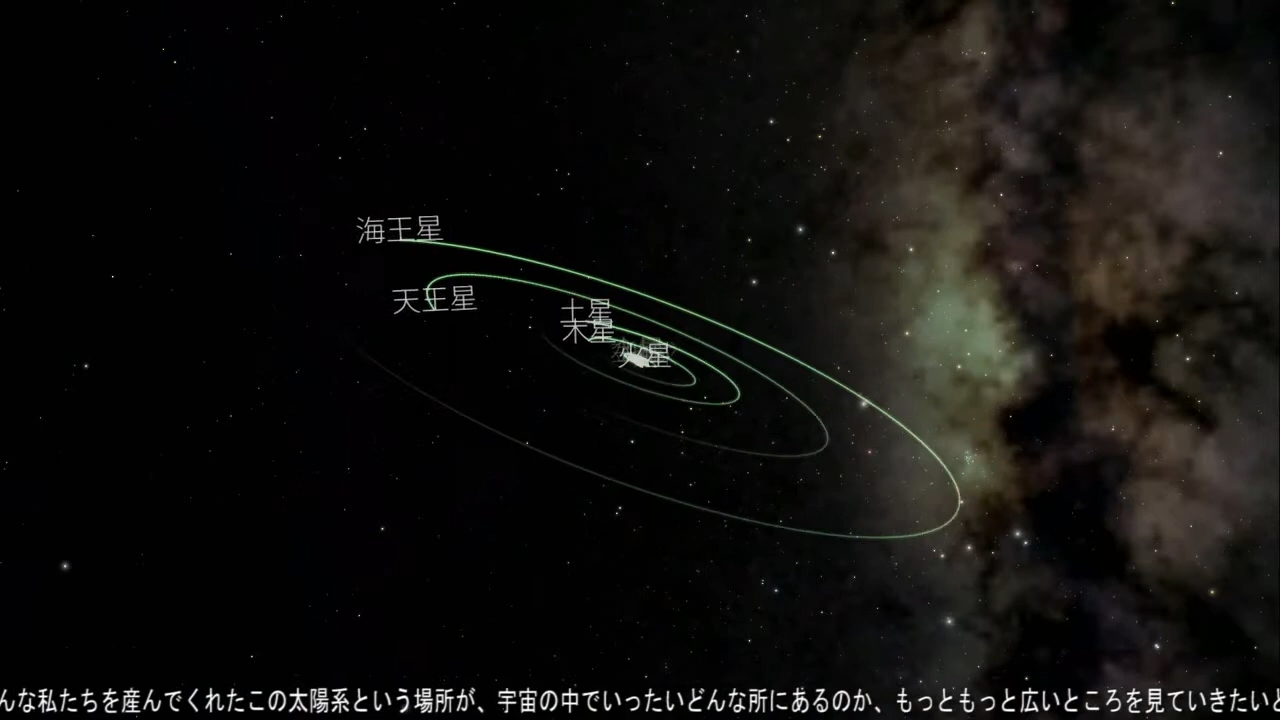 海王星
天王星
土星
木星
火星
んな私たちを産んでくれたこの太陽系という場所が、宇宙の中でいったいどんな所にあるのか、もっともっと広いところを見ていきたいと